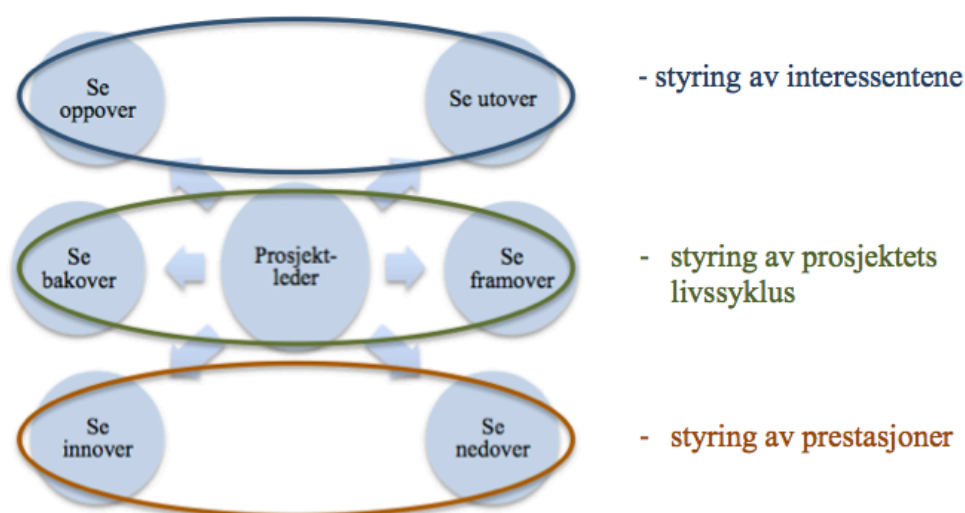 Se
oppover
Se utover
- styring av interessentene
Se
bakover
Prosjekt-
leder
Se
framover
- styring av prosjektets
livssyklus
Se
innover
Se
nedover
- styring av prestasjoner